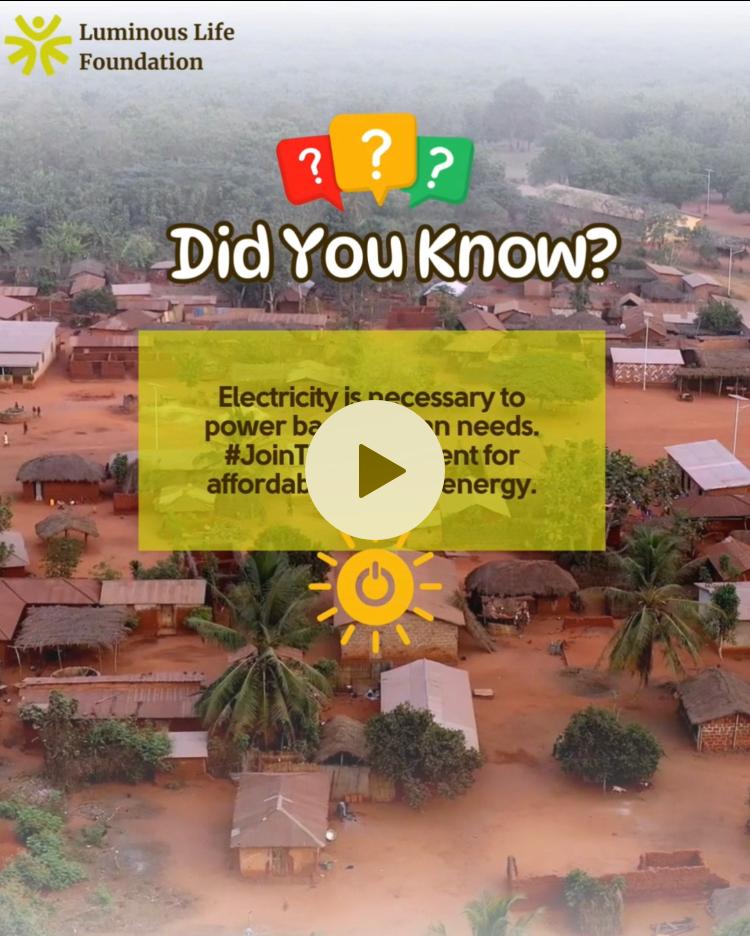 Luminous Life
Foundation
? ? ?
Did You Know?
Electricity is necessary to
power needs.
for
energy.